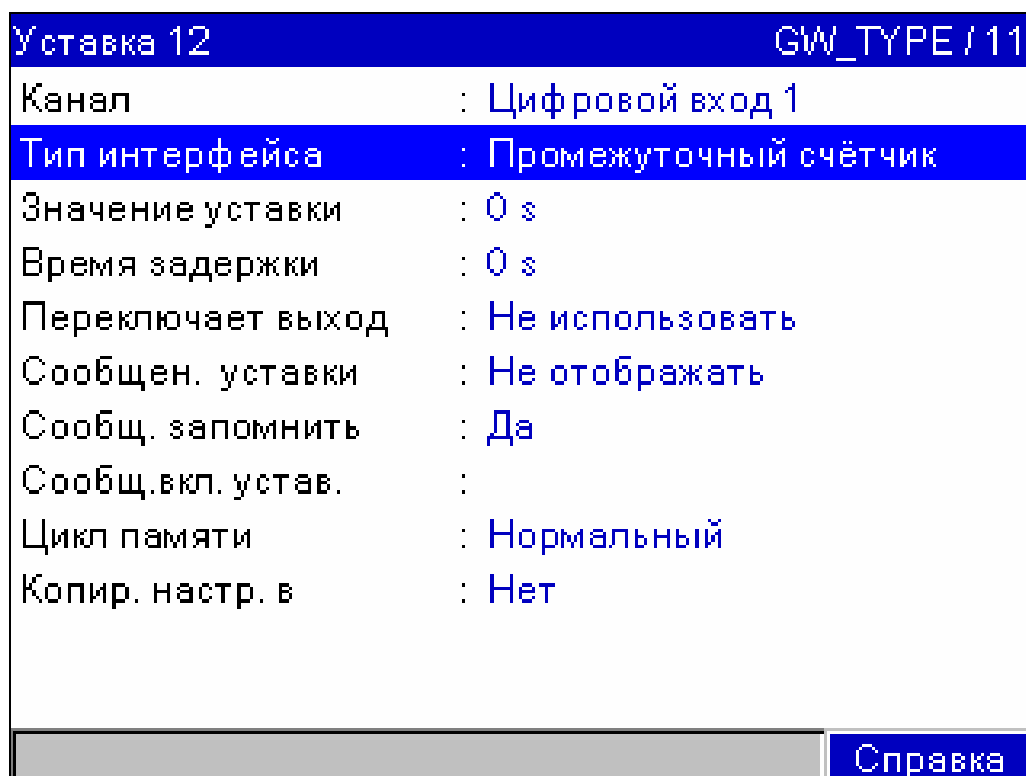 Уставка 12 GW_TYPE / 11
Канал : Цифровой вход 1
Тип интерфейса : Промежуточный счётчик
Значение уставки : 0 s
Время задержки : 0 s
Переключает выход : Не использовать
Сообщен. уставки : Не отображать
Сообщ. запомнить : Да
Сообщ.вкл. устав. :
Цикл памяти : Нормальный
Копир. настр. в : Нет
Справка